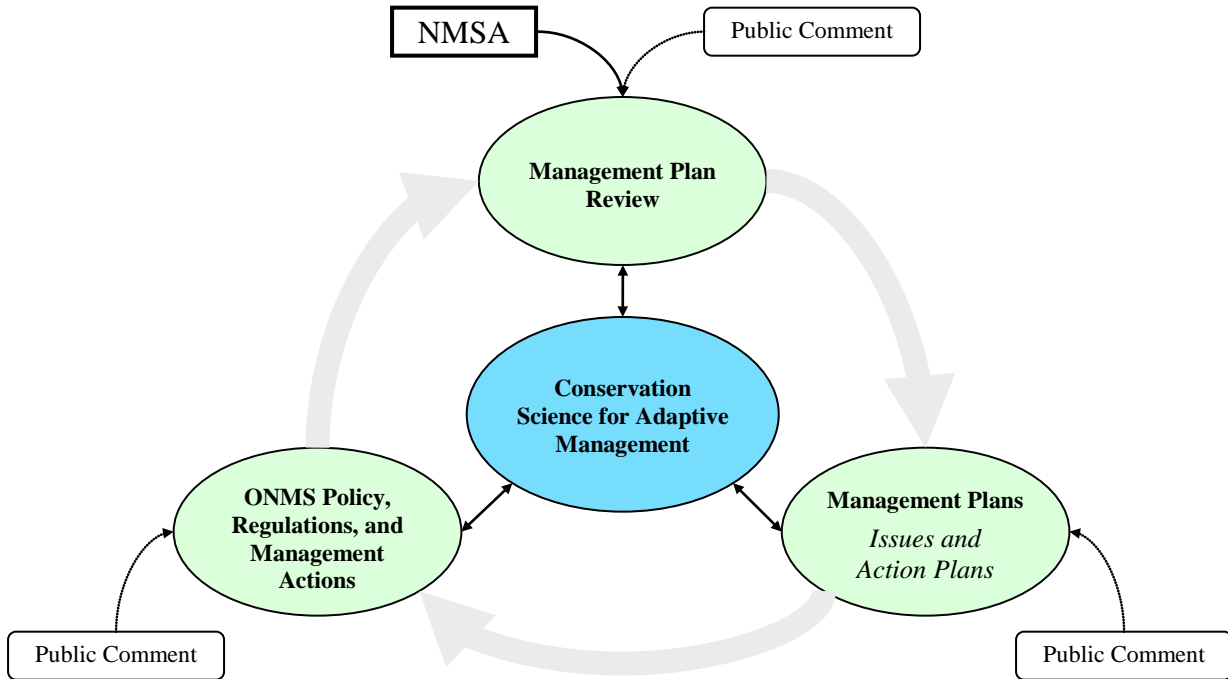 NMSA
Public Comment
Management Plan
Review
Conservation
Science for Adaptive
Management
ONMS Policy,
Regulations, and
Management
Actions
Management Plans
Issues and
Action Plans
Public Comment
Public Comment